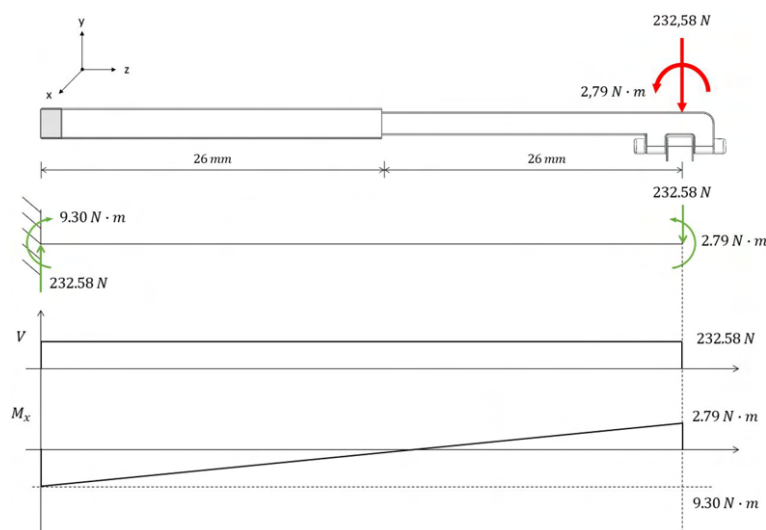 y
232,58 N
z
x
2,79 N · m
26 mm
26 mm
232.58 N
9.30 N · m
2.79 N · m
232.58 N
V
232.58 N
M_x
2.79 N · m
9.30 N · m